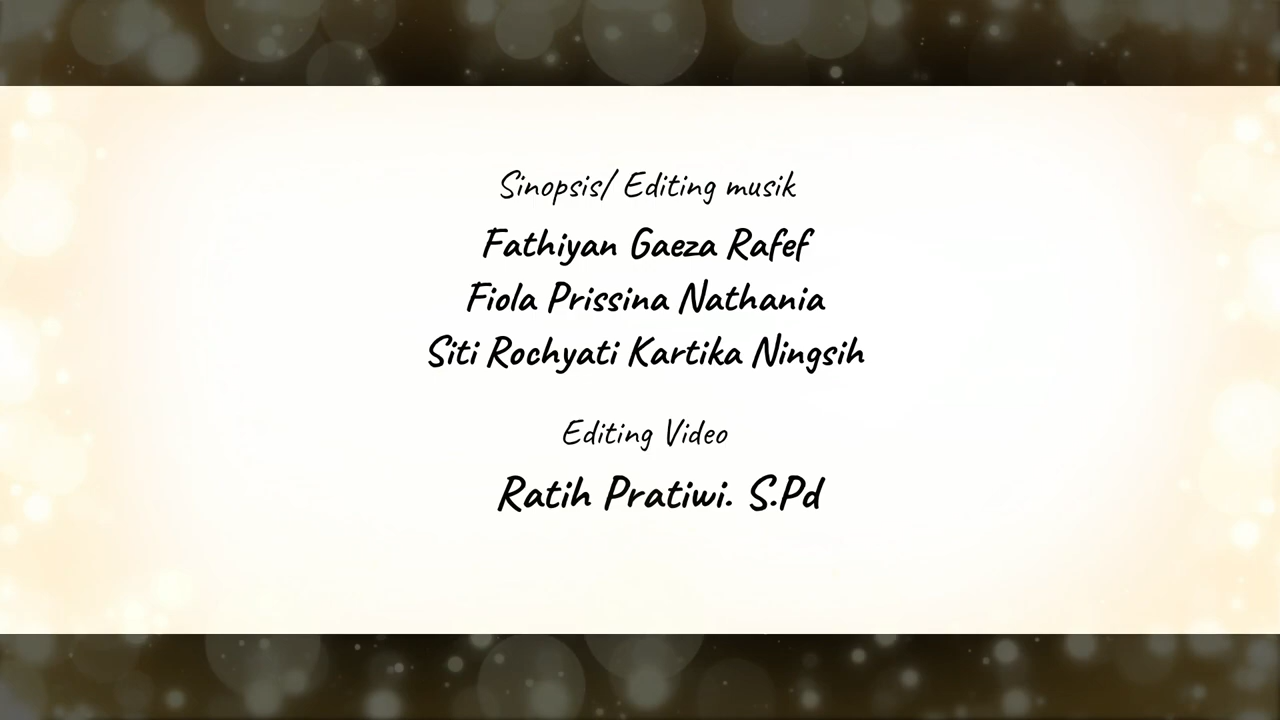 Sinopsis/ Editing musik
Fathiyan Gaeza Rafef
Fiola Prissina Nathania
Siti Rochyati Kartika Ningsih
Editing Video
Ratih Pratiwi. S.Pd